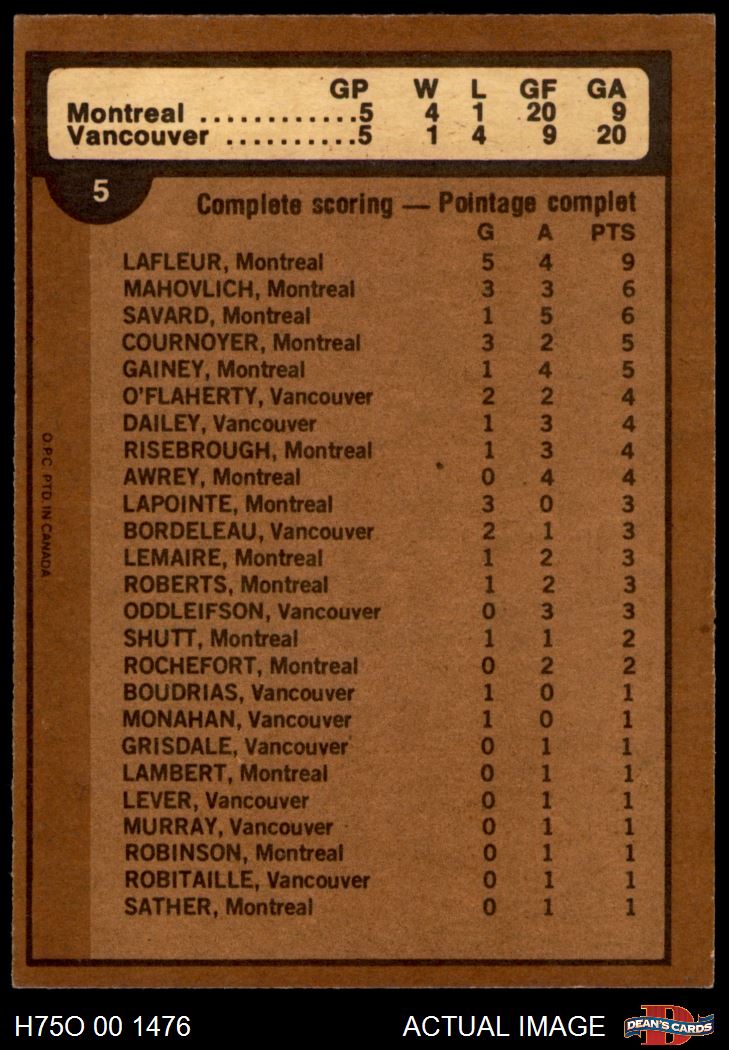 GP W L GF GA
Montreal ............5 4 1 20 9
Vancouver ..........5 1 4 9 20
5
Complete scoring — Pointage complet
G A PTS
LAFLEUR, Montreal 5 4 9
MAHOVLICH, Montreal 3 3 6
SAVARD, Montreal 1 5 6
COURNOYER, Montreal 3 2 5
GAINEY, Montreal 1 4 5
O'FLAHERTY, Vancouver 2 2 4
DAILEY, Vancouver 1 3 4
RISEBROUGH, Montreal 1 3 4
AWREY, Montreal 0 4 4
LAPOINTE, Montreal 3 0 3
BORDELEAU, Vancouver 2 1 3
LEMAIRE, Montreal 1 2 3
ROBERTS, Montreal 1 2 3
ODDLEIFSON, Vancouver 0 3 3
SHUTT, Montreal 1 1 2
ROCHEFORT, Montreal 0 2 2
BOUDRIAS, Vancouver 1 0 1
MONAHAN, Vancouver 1 0 1
GRISDALE, Vancouver 0 1 1
LAMBERT, Montreal 0 1 1
LEVER, Vancouver 0 1 1
MURRAY, Vancouver 0 1 1
ROBINSON, Montreal 0 1 1
ROBITAILLE, Vancouver 0 1 1
SATHER, Montreal 0 1 1
O.P.C. PTD. IN CANADA
H75O 00 1476 ACTUAL IMAGE
D
DEAN'S CARDS